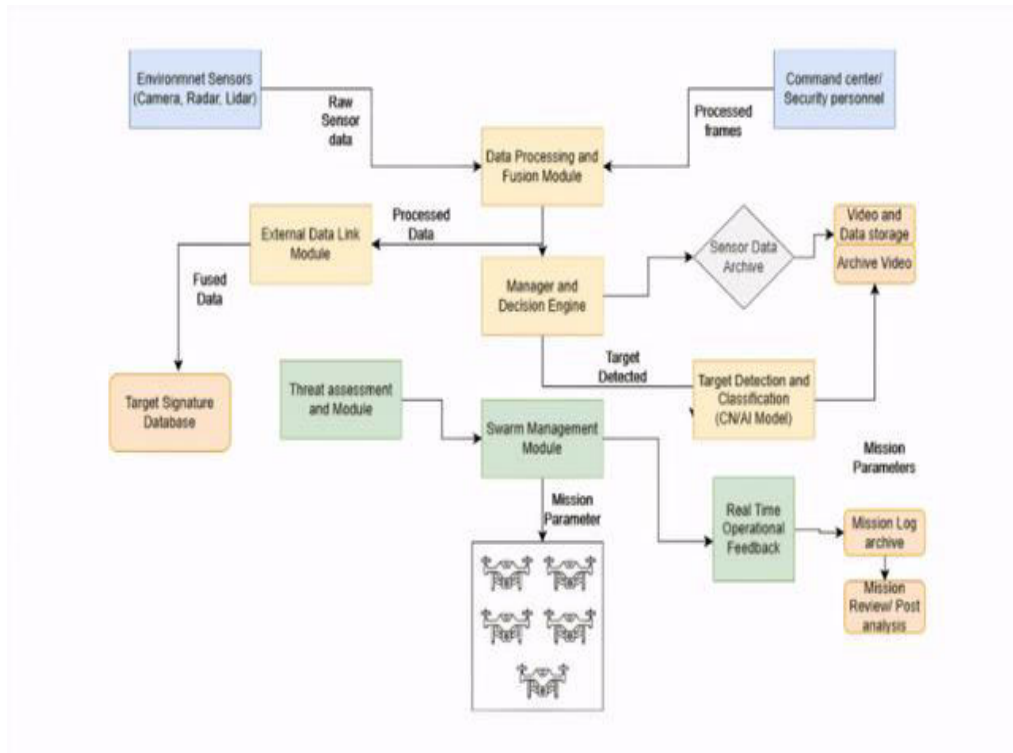 Environmnet Sensors
(Camera, Radar, Lidar)
Raw
Sensor
data
Command center/
Security personnel
Processed
frames
Data Processing and
Fusion Module
External Data Link
Module
Processed
Data
Sensor Data
Archive
Video and
Data storage
Archive Video
Fused
Data
Manager and
Decision Engine
Target
Detected
Target Signature
Database
Threat assessment
and Module
Target Detection and
Classification
(CN/AI Model)
Swarm Management
Module
Mission
Parameters
Mission
Parameter
Real Time
Operational
Feedback
Mission Log
archive
Mission
Review/ Post
analysis